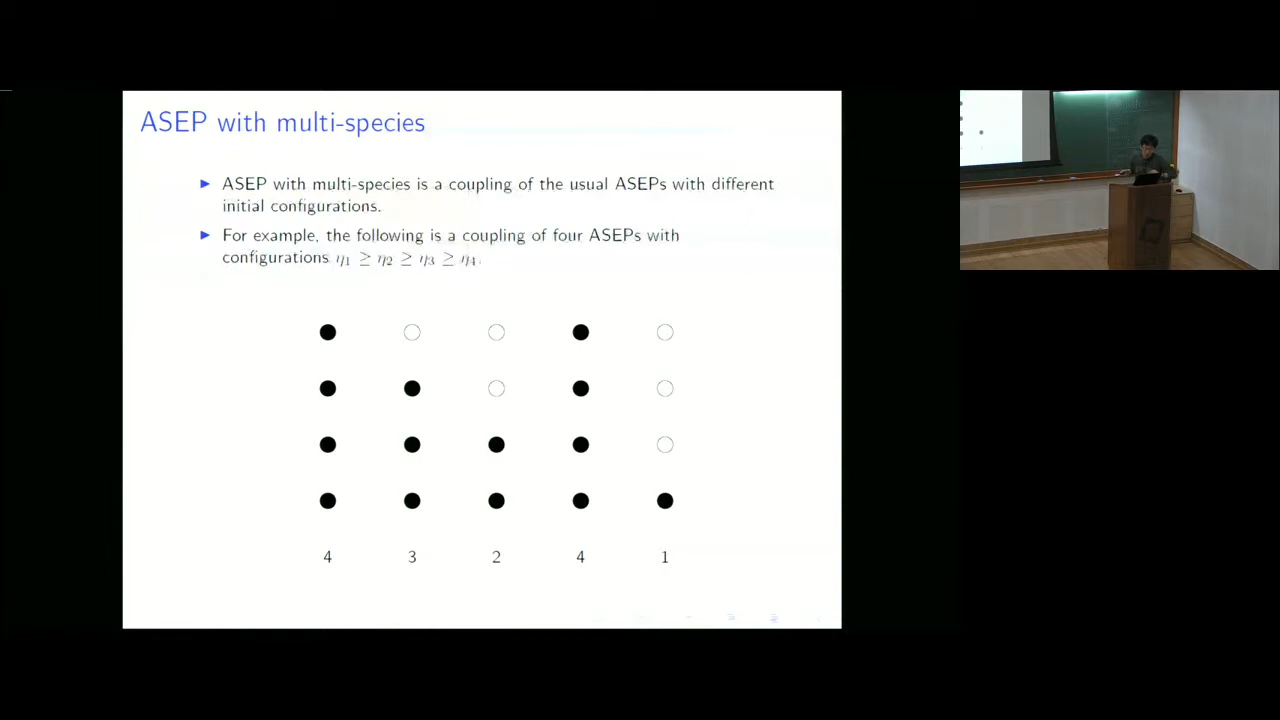 ASEP with multi-species
ASEP with multi-species is a coupling of the usual ASEPs with different
initial configurations.
For example, the following is a coupling of four ASEPs with
configurations η₁ ≥ η₂ ≥ η₃ ≥ η₄.
4 3 2 4 1